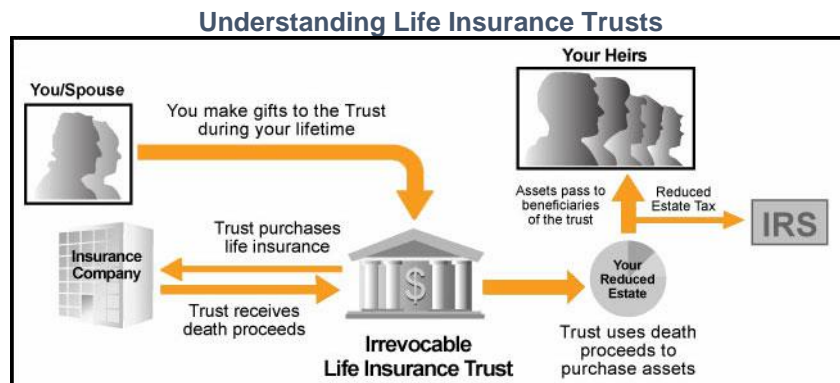 Understanding Life Insurance Trusts
You/Spouse
You make gifts to the Trust
during your lifetime
Your Heirs
Assets pass to
beneficiaries
of the trust
Reduced
Estate Tax
IRS
Insurance
Company
Trust purchases
life insurance
Trust receives
death proceeds
$
Irrevocable
Life Insurance Trust
Your
Reduced
Estate
Trust uses death
proceeds to
purchase assets